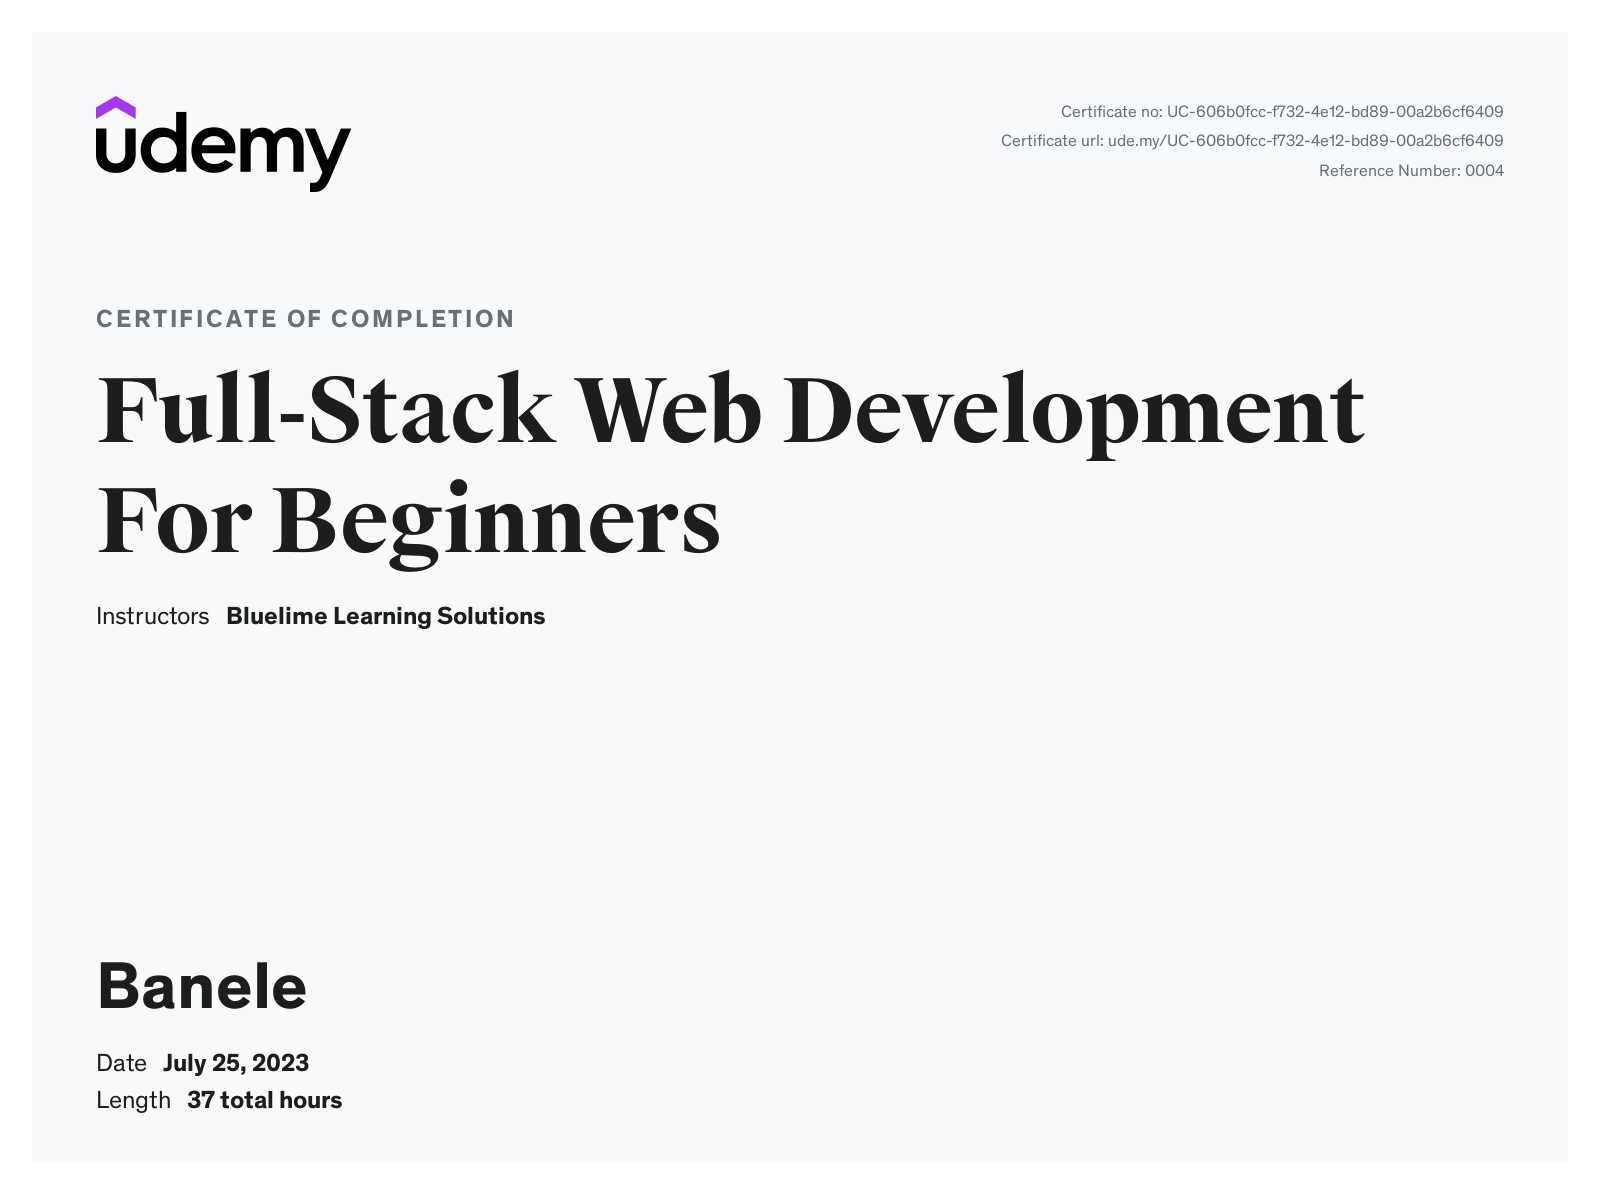 udemy
Certificate no: UC-606b0fcc-f732-4e12-bd89-00a2b6cf6409
Certificate url: ude.my/UC-606b0fcc-f732-4e12-bd89-00a2b6cf6409
Reference Number: 0004
CERTIFICATE OF COMPLETION
Full-Stack Web Development
For Beginners
Instructors Bluelime Learning Solutions
Banele
Date July 25, 2023
Length 37 total hours